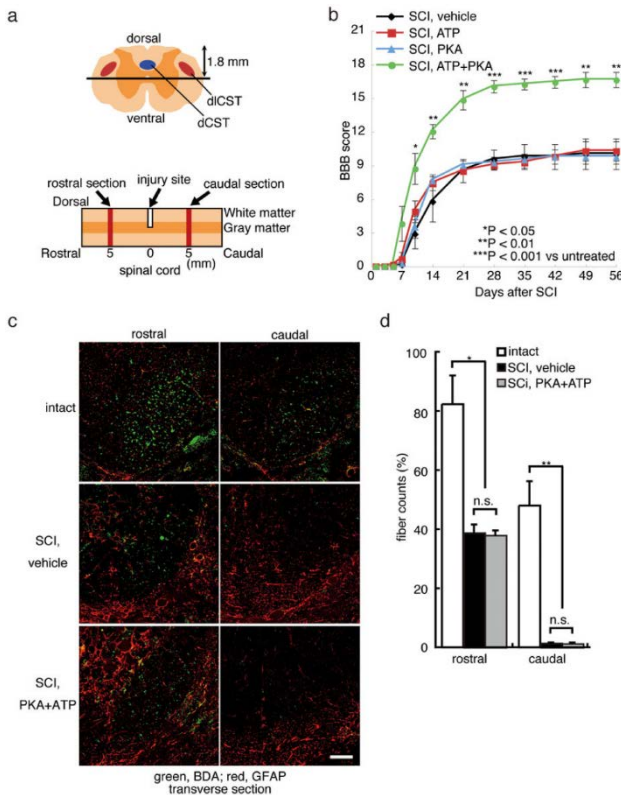 a
dorsal
1.8 mm
dlCST
ventral
dCST
rostral section
injury site
caudal section
Dorsal
White matter
Gray matter
Rostral
5
0
5
(mm)
Caudal
spinal cord
b
SCI, vehicle
SCI, ATP
SCI, PKA
SCI, ATP+PKA
BBB score
21
18
15
12
9
6
3
0
* ** ** *** *** *** ** **
*P < 0.05
**P < 0.01
***P < 0.001 vs untreated
0 7 14 21 28 35 42 49 56
Days after SCI
c
rostral
caudal
intact
SCI,
vehicle
SCI,
PKA+ATP
green, BDA; red, GFAP
transverse section
d
intact
SCI, vehicle
SCi, PKA+ATP
fiber counts (%)
100
80
60
40
20
0
*
n.s.
**
n.s.
rostral
caudal